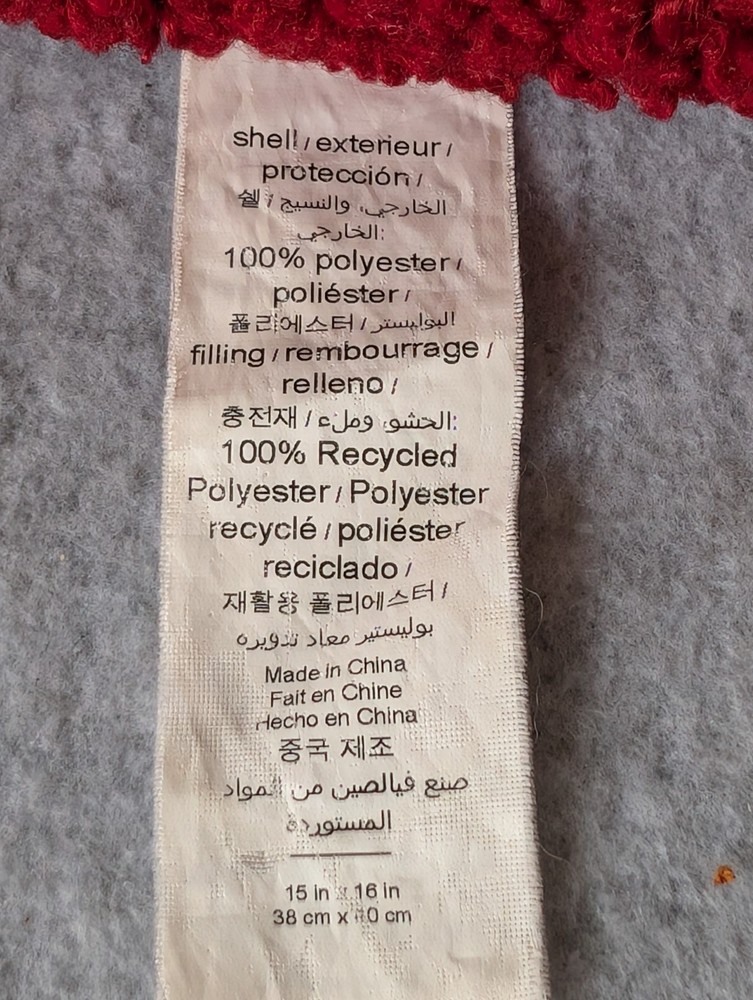 shell / exterieur /
protección /
쉘 / الخارجي، والنسيج
الخارجي:
100% polyester /
poliéster /
폴리에스터 / البوليستر
filling / rembourrage /
relleno /
충전재 / الحشو، وملء:
100% Recycled
Polyester / Polyester
recyclé / poliéster
reciclado /
재활용 폴리에스터 /
بوليستير معاد تدويره
Made in China
Fait en Chine
Hecho en China
중국 제조
صنع فيالصين من المواد
المستوردة
15 in x 16 in
38 cm x 40 cm